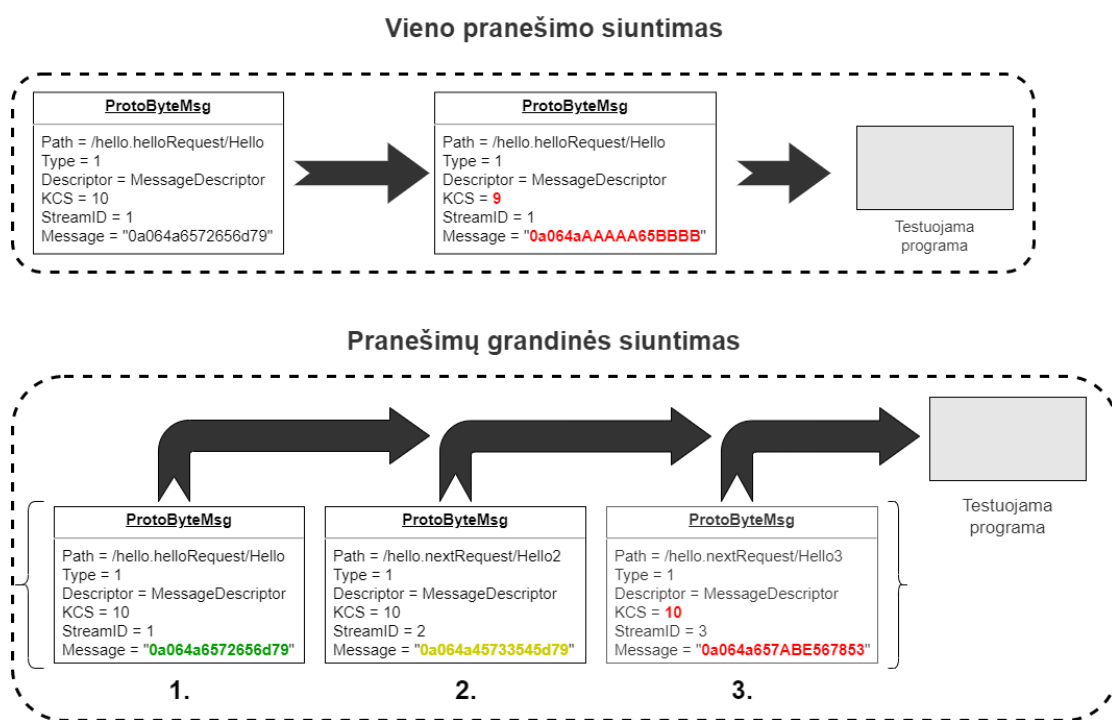 Vieno pranešimo siuntimas
ProtoByteMsg
Path = /hello.helloRequest/Hello
Type = 1
Descriptor = MessageDescriptor
KCS = 10
StreamID = 1
Message = "0a064a6572656d79"
ProtoByteMsg
Path = /hello.helloRequest/Hello
Type = 1
Descriptor = MessageDescriptor
KCS = 9
StreamID = 1
Message = "0a064aAAAAA65BBBB"
Testuojama
programa
Pranešimų grandinės siuntimas
ProtoByteMsg
Path = /hello.helloRequest/Hello
Type = 1
Descriptor = MessageDescriptor
KCS = 10
StreamID = 1
Message = "0a064a6572656d79"
1.
ProtoByteMsg
Path = /hello.nextRequest/Hello2
Type = 1
Descriptor = MessageDescriptor
KCS = 10
StreamID = 2
Message = "0a064a45733545d79"
2.
ProtoByteMsg
Path = /hello.nextRequest/Hello3
Type = 1
Descriptor = MessageDescriptor
KCS = 10
StreamID = 3
Message = "0a064a657ABE567853"
3.
Testuojama
programa